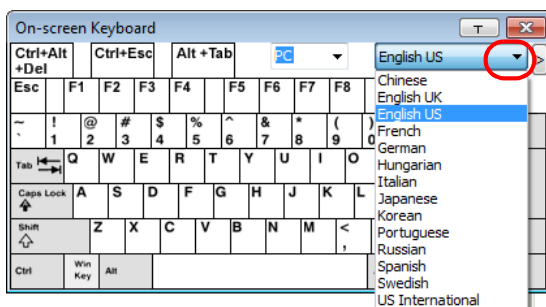 On-screen Keyboard
Ctrl+Alt +Del Ctrl+Esc Alt +Tab PC English US >
Esc F1 F2 F3 F4 F5 F6 F7 F8
~ ! @ # $ % ^ & * ( )
` 1 2 3 4 5 6 7 8 9 0
Tab Q W E R T Y U I O
Caps Lock A S D F G H J K L
Shift Z X C V B N M < ,
Ctrl Win Key Alt
Chinese
English UK
English US
French
German
Hungarian
Italian
Japanese
Korean
Portuguese
Russian
Spanish
Swedish
US International